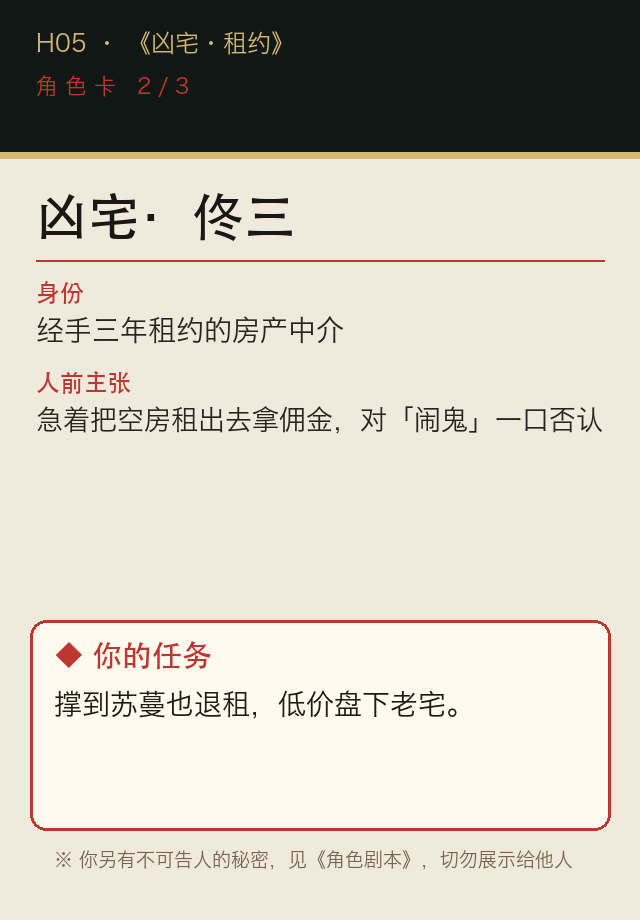 H05 · 《凶宅·租约》
角色卡 2/3
凶宅· 佟三
身份
经手三年租约的房产中介
人前主张
急着把空房租出去拿佣金，对「闹鬼」一口否认
◆ 你的任务
撑到苏蔓也退租，低价盘下老宅。
※ 你另有不可告人的秘密，见《角色剧本》，切勿展示给他人